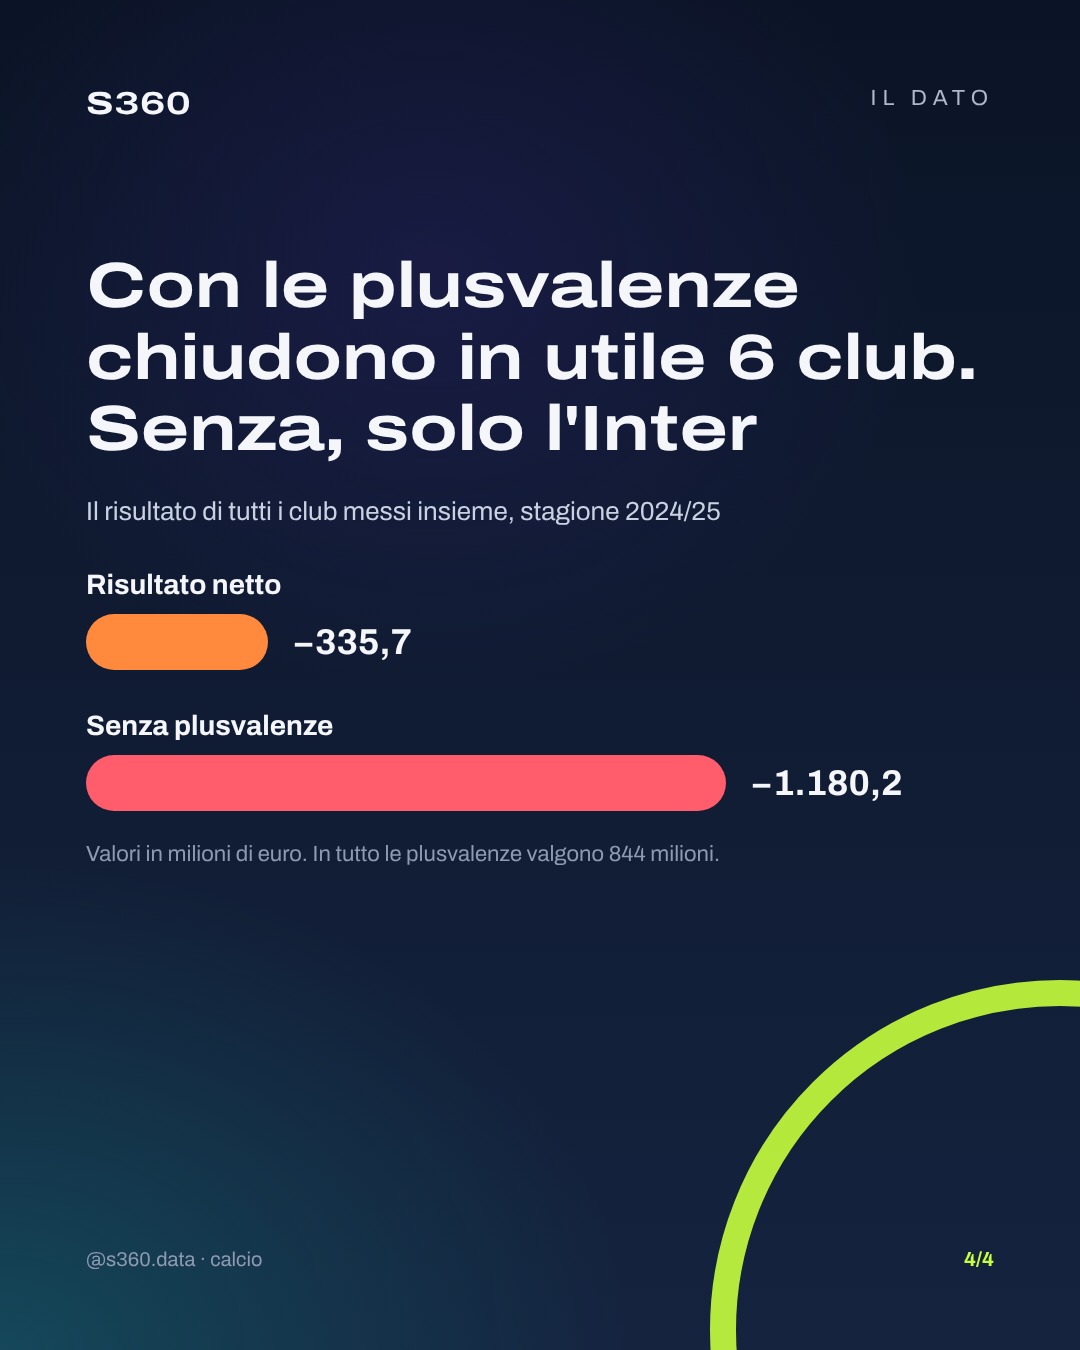 S360
IL DATO
Con le plusvalenze
chiudono in utile 6 club.
Senza, solo l'Inter
Il risultato di tutti i club messi insieme, stagione 2024/25
Risultato netto
–335,7
Senza plusvalenze
–1.180,2
Valori in milioni di euro. In tutto le plusvalenze valgono 844 milioni.
@s360.data · calcio
4/4